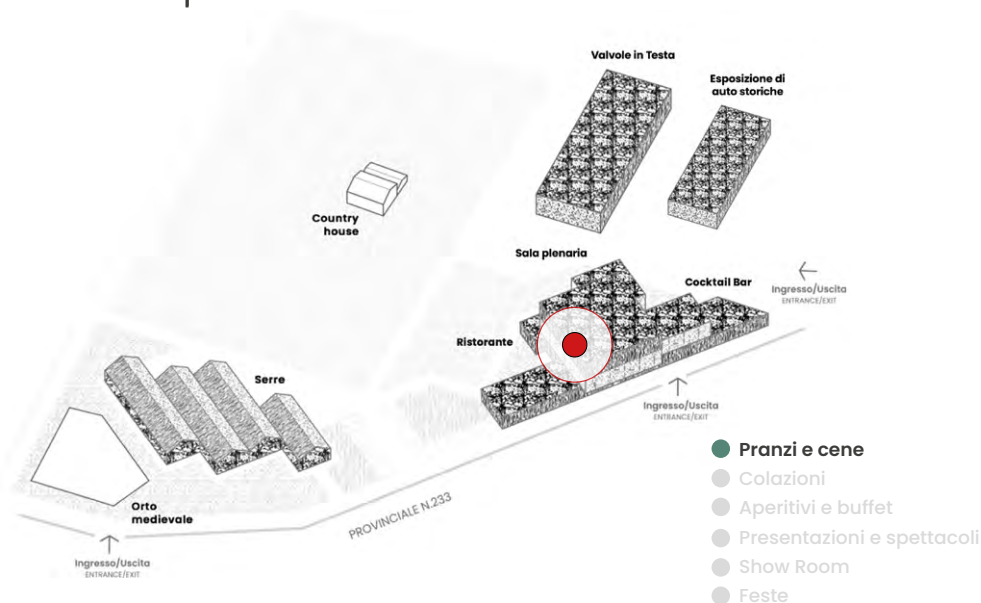 Valvole in Testa
Esposizione di
auto storiche
Country
house
Sala plenaria
Cocktail Bar
Ingresso/Uscita
ENTRANCE/EXIT
Ristorante
Serre
Ingresso/Uscita
ENTRANCE/EXIT
Orto
medievale
PROVINCIALE N.233
Ingresso/Uscita
ENTRANCE/EXIT
Pranzi e cene
Colazioni
Aperitivi e buffet
Presentazioni e spettacoli
Show Room
Feste